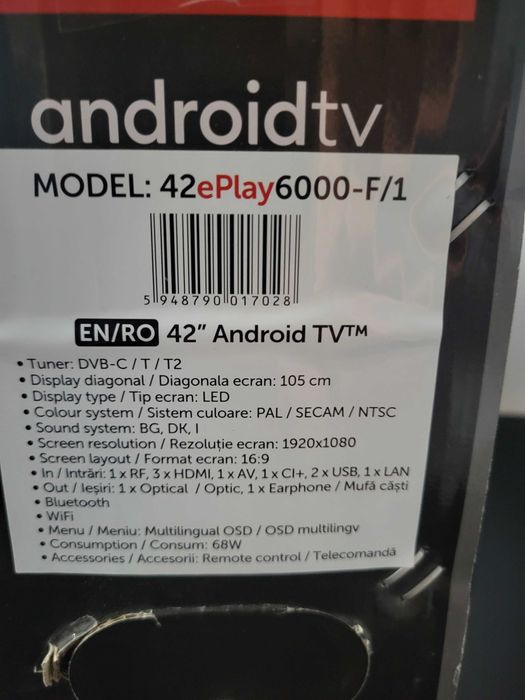 androidtv
MODEL: 42ePlay6000-F/1
5 948790 017028
EN/RO 42" Android TV™
• Tuner: DVB-C / T / T2
• Display diagonal / Diagonala ecran: 105 cm
• Display type / Tip ecran: LED
• Colour system / Sistem culoare: PAL / SECAM / NTSC
• Sound system: BG, DK, I
• Screen resolution / Rezoluție ecran: 1920x1080
• Screen layout / Format ecran: 16:9
• In / Intrări: 1 x RF, 3 x HDMI, 1 x AV, 1 x CI+, 2 x USB, 1 x LAN
• Out / Ieșiri: 1 x Optical / Optic, 1 x Earphone / Mufă căști
• Bluetooth
• WiFi
• Menu / Meniu: Multilingual OSD / OSD multilingv
• Consumption / Consum: 68W
• Accessories / Accesorii: Remote control / Telecomandă